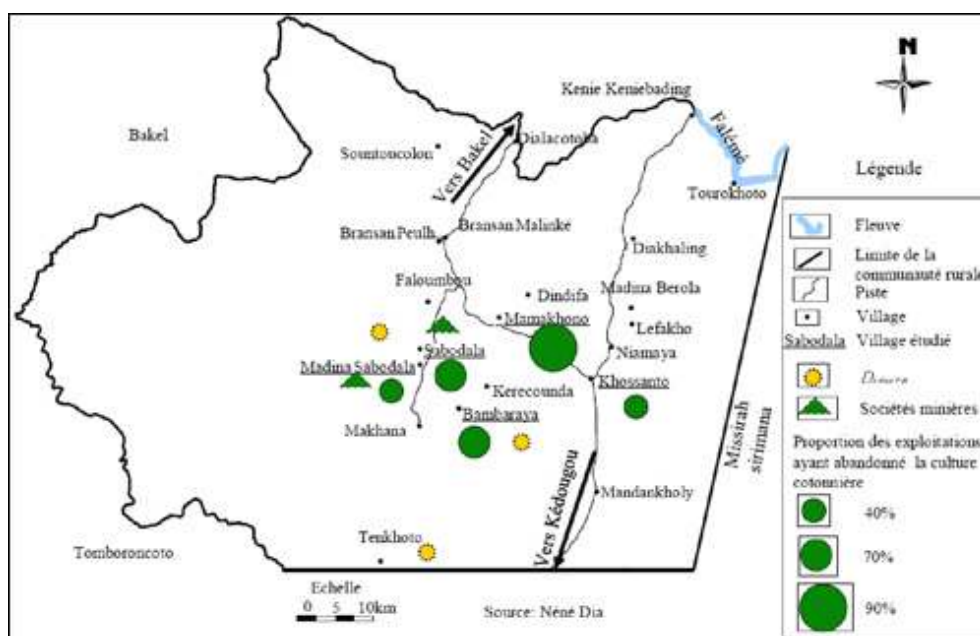 N
Kenie Keniebading
Bakel
Falémé
Dialacotoba
Sountoucolou
Vers Bakel
Légende
Tourokhoto
Bransan Malinké
Bransan Peulh
Diakhaling
Fleuve
Limite de la
communauté rurale
Piste
Faloumbou
Dindifa
Madina Berola
Village
Mamakhono
Lefakho
Sabodala
Village étudié
Sabodala
Niamaya
Madina Sabodala
Khossanto
Kerecounda
Sociétés minières
Bambaraya
Makhana
Missirah
sirimana
Proportion des exploitations
ayant abandonné la culture
cotonnière
40%
Mandankholy
Vers Kédougou
Tenkhoto
70%
Tomboroncoto
Echelle
0 5 10km
Source: Néné Dia
90%